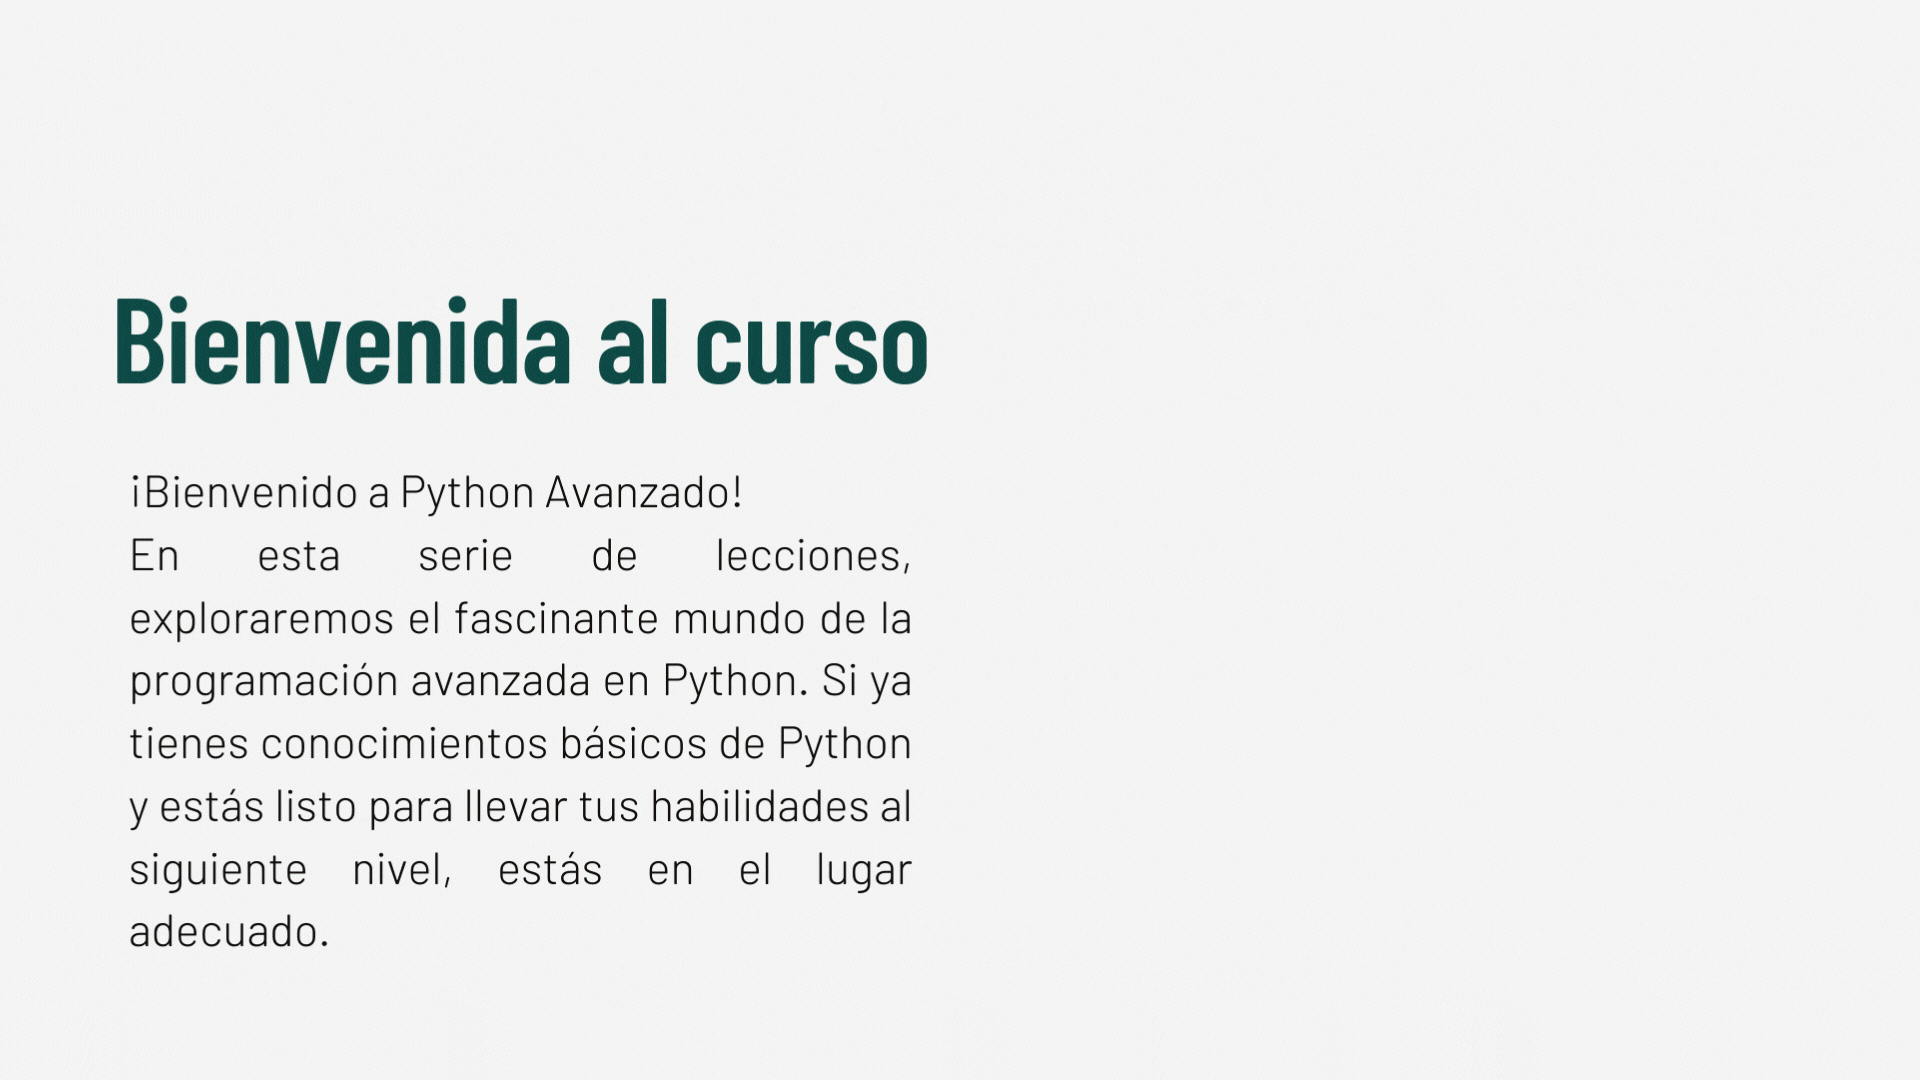 Bienvenida al curso
¡Bienvenido a Python Avanzado!
En esta serie de lecciones,
exploraremos el fascinante mundo de la
programación avanzada en Python. Si ya
tienes conocimientos básicos de Python
y estás listo para llevar tus habilidades al
siguiente nivel, estás en el lugar
adecuado.